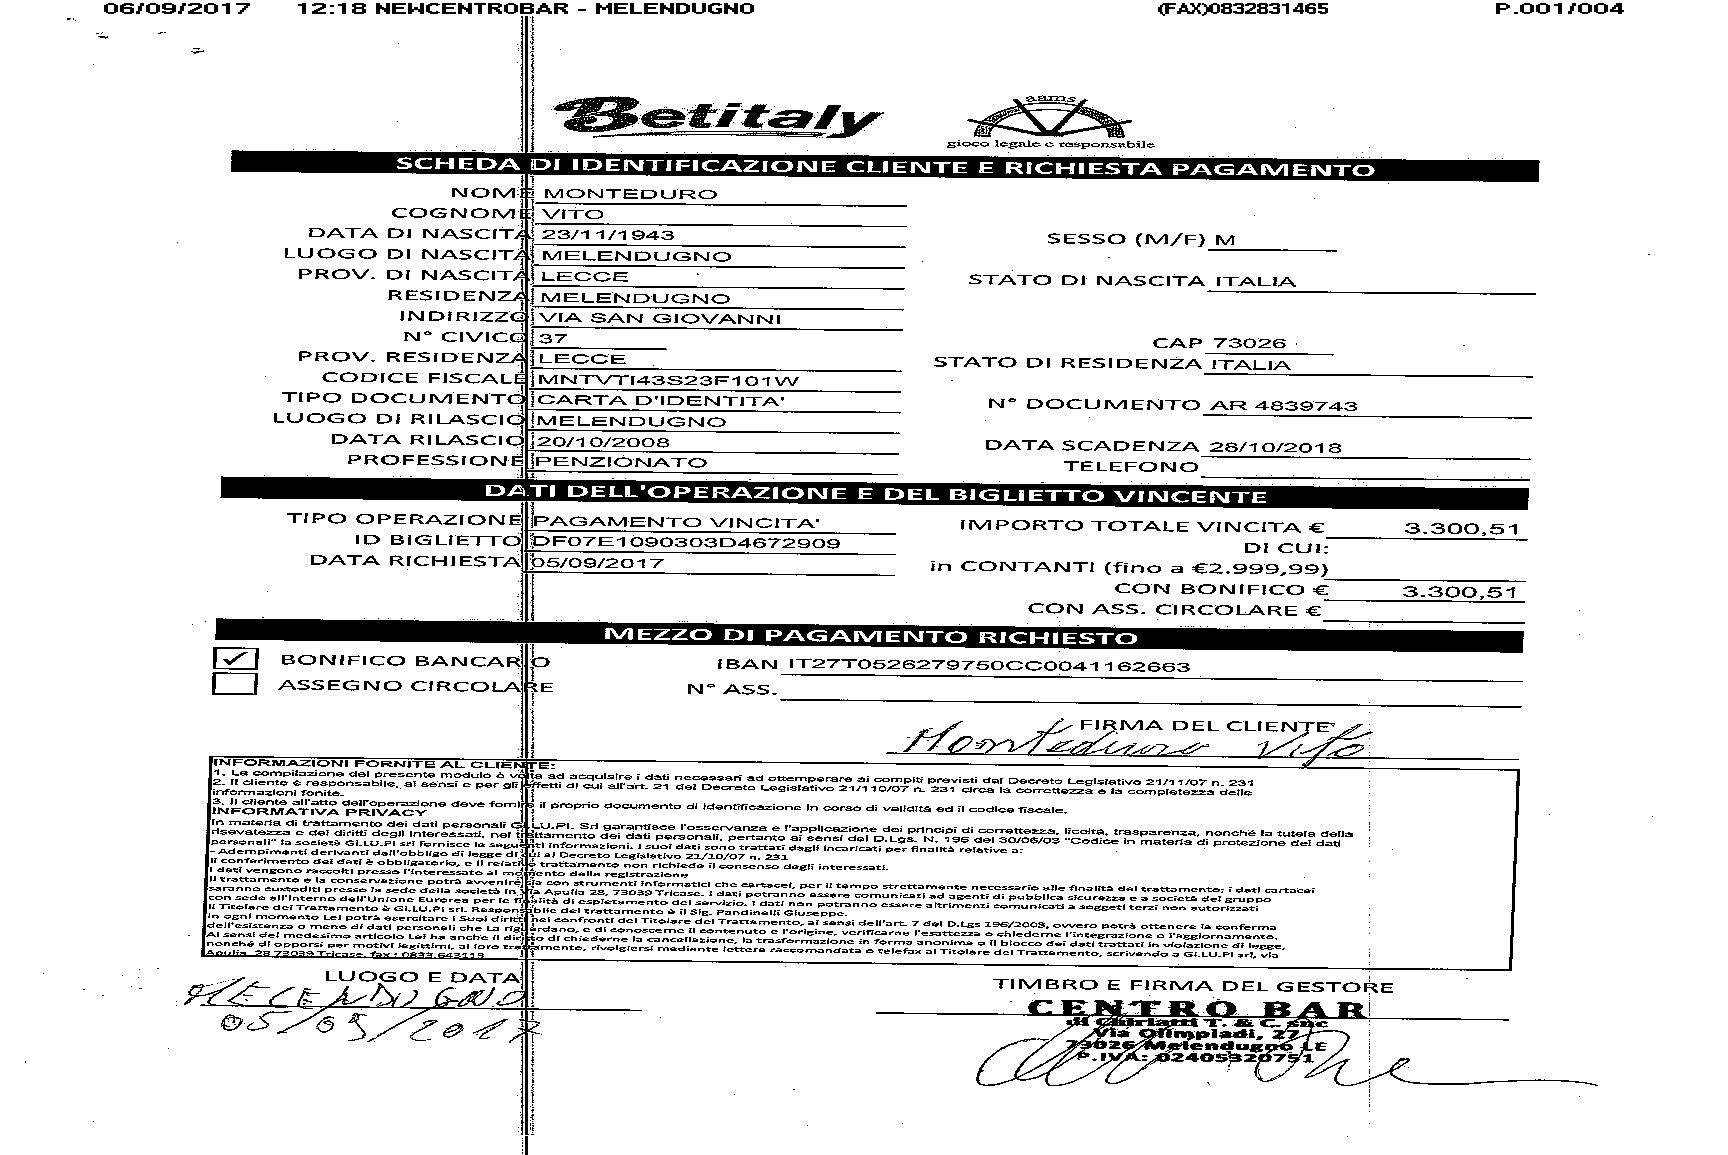 06/09/2017 12:18 NEWCENTROBAR - MELENDUGNO (FAX)0832831465 P.001/004
Betitaly
aams
gioco legale e responsabile
SCHEDA DI IDENTIFICAZIONE CLIENTE E RICHIESTA PAGAMENTO
NOME MONTEDURO
COGNOME VITO
DATA DI NASCITA 23/11/1943 SESSO (M/F) M
LUOGO DI NASCITA MELENDUGNO
PROV. DI NASCITA LECCE STATO DI NASCITA ITALIA
RESIDENZA MELENDUGNO
INDIRIZZO VIA SAN GIOVANNI
N° CIVICO 37 CAP 73026
PROV. RESIDENZA LECCE STATO DI RESIDENZA ITALIA
CODICE FISCALE MNTVTI43S23F101W
TIPO DOCUMENTO CARTA D'IDENTITA' N° DOCUMENTO AR 4839743
LUOGO DI RILASCIO MELENDUGNO
DATA RILASCIO 20/10/2008 DATA SCADENZA 28/10/2018
PROFESSIONE PENZIONATO TELEFONO
DATI DELL'OPERAZIONE E DEL BIGLIETTO VINCENTE
TIPO OPERAZIONE PAGAMENTO VINCITA' IMPORTO TOTALE VINCITA € 3.300,51
ID BIGLIETTO DF07E1090303D4672909 DI CUI:
DATA RICHIESTA 05/09/2017 in CONTANTI (fino a €2.999,99)
CON BONIFICO € 3.300,51
CON ASS. CIRCOLARE €
MEZZO DI PAGAMENTO RICHIESTO
BONIFICO BANCARIO IBAN IT27T0526279750CC0041162663
ASSEGNO CIRCOLARE N° ASS.
FIRMA DEL CLIENTE
Monteduro Vito
INFORMAZIONI FORNITE AL CLIENTE:
1. La compilazione del presente modulo è volta ad acquisire i dati necessari ad ottemperare ai compiti previsti dal Decreto Legislativo 21/11/07 n. 231
2. Il cliente è responsabile, ai sensi e per gli effetti di cui all'art. 21 del Decreto Legislativo 21/110/07 n. 231 circa la correttezza e la completezza delle
informazioni fonite.
3. Il cliente all'atto dell'operazione deve fornire il proprio documento di identificazione in corso di validità ed il codice fiscale.
INFORMATIVA PRIVACY
In materia di trattamento dei dati personali GI.LU.PI. Srl garantisce l'osservanza e l'applicazione dei principi di correttezza, liceità, trasparenza, nonché la tutela della
risevatezza e dei diritti degli interessati, nel trattamento dei dati personali, pertanto ai sensi del D.Lgs. N. 196 del 30/06/03 "Codice in materia di protezione dei dati
personali" la società GI.LU.PI srl fornisce la seguenti informazioni. I suoi dati sono trattati dagli incaricati per finalità relative a:
- Adempimenti derivanti dall'obbligo di legge di cui al Decreto Legislativo 21/10/07 n. 231
Il conferimento dei dati è obbligatorio, e il relativo trattamento non richiede il consenso degli interessati.
I dati vengono raccolti presso l'interessato al momento della registrazione
Il trattamento e la conservazione potrà avvenire sia con strumenti informatici che cartacei, per il tempo strettamente necessario alle finalità del trattamento; i dati cartacei
saranno custoditi presso la sede della società in Via Apulia 28, 73039 Tricase. I dati potranno essere comunicati ad agenti di pubblica sicurezza e a società del gruppo
con sede all'interno dell'Unione Europea per le finalità di espletamento del servizio. I dati non potranno essere altrimenti comunicati a soggeti terzi non autorizzati
Il Titolare del Trattamento è GI.LU.PI srl. Responsabile del trattamento è il Sig. Pandinelli Giuseppe.
In ogni momento Lei potrà esercitare i Suoi diritti nei confronti del Titolare del Trattamento, ai sensi dell'art. 7 del D.Lgs 196/2003, ovvero potrà ottenere la conferma
dell'esistenza o meno di dati personali che La riguardano, e di conoscerne il contenuto e l'origine, verificarne l'esattezza o chiederne l'integrazione o l'aggiornamento.
Ai sensi del medesimo articolo Lei ha anche il diritto di chiederne la cancellazione, la trasformazione in forma anonima o il blocco dei dati trattati in violazione di legge,
nonché di opporsi per motivi legittimi, al loro trattamento, rivolgersi mediante lettera raccomandata o telefax al Titolare del Trattamento, scrivendo a GI.LU.PI srl, via
Apulia, 28 73039 Tricase, fax : 0833.643113
LUOGO E DATA TIMBRO E FIRMA DEL GESTORE
MELENDUGNO
05/09/2017
CENTRO BAR
di Chiriatti T. & C. snc
Via Olimpiadi, 27
73026 Melendugno LE
P.IVA: 02405320751